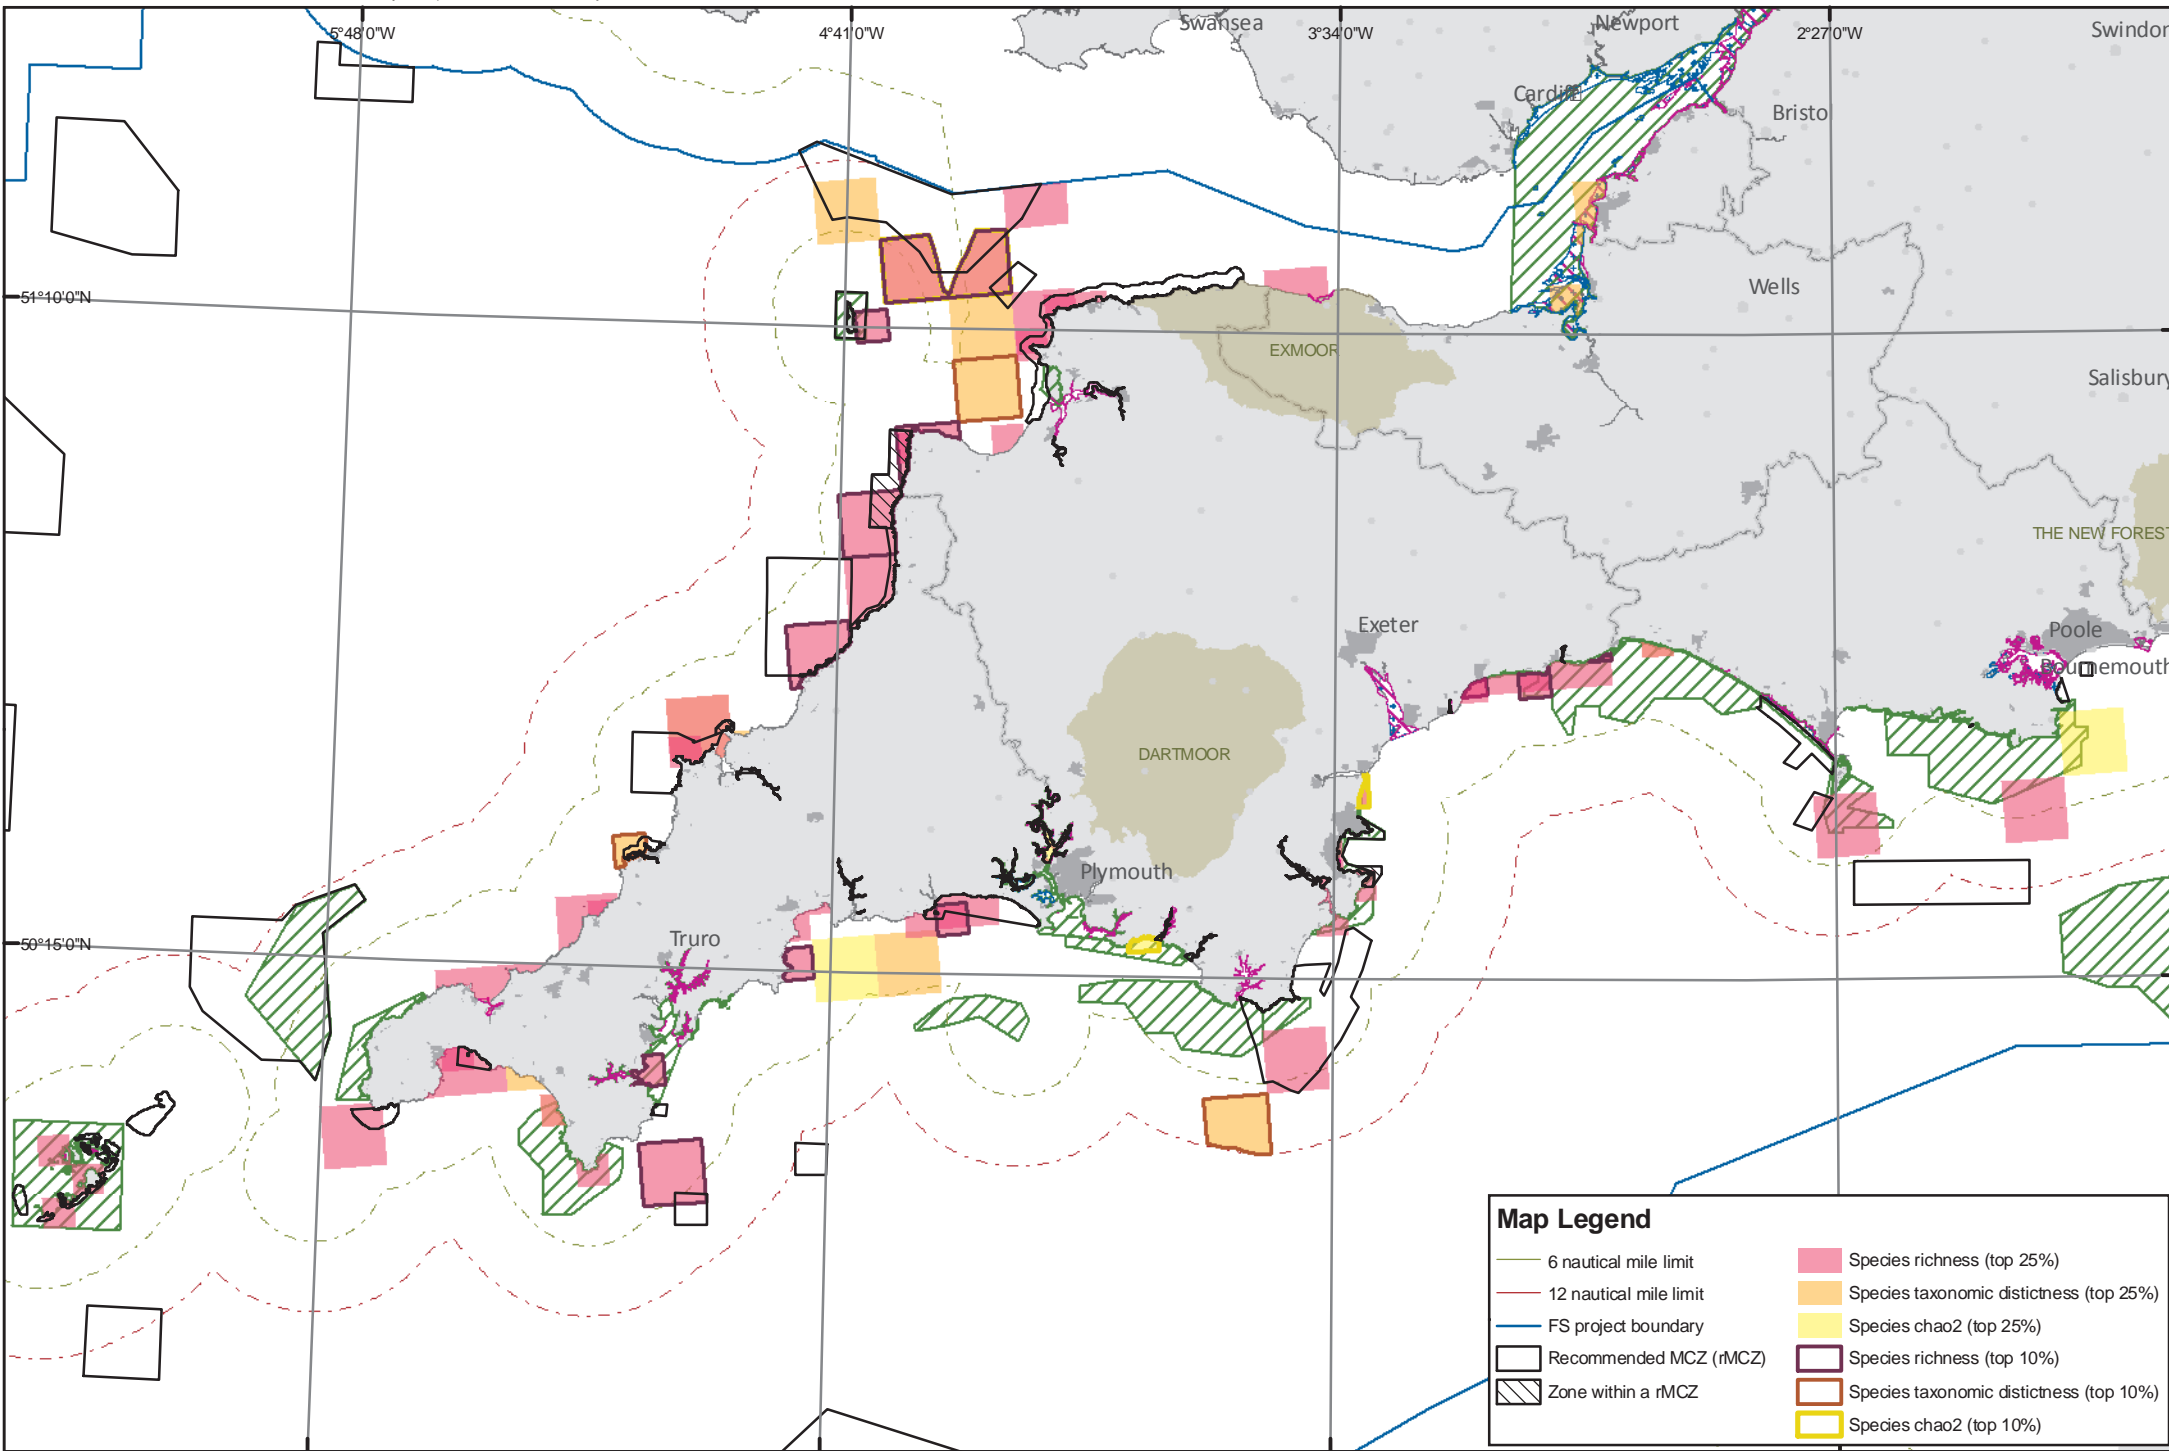 Swansea
Newport
Swindon
5°48'0"W
4°41'0"W
3°34'0"W
2°27'0"W
Cardiff
Bristol
Wells
51°10'0"N
EXMOOR
Salisbury
THE NEW FOREST
Exeter
Poole
Bournemouth
DARTMOOR
Plymouth
Truro
50°15'0"N
Map Legend
6 nautical mile limit
12 nautical mile limit
FS project boundary
Recommended MCZ (rMCZ)
Zone within a rMCZ
Species richness (top 25%)
Species taxonomic distictness (top 25%)
Species chao2 (top 25%)
Species richness (top 10%)
Species taxonomic distictness (top 10%)
Species chao2 (top 10%)